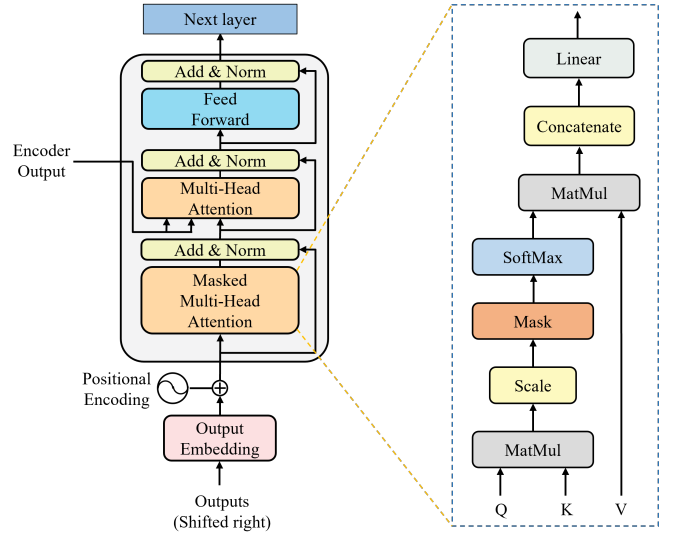 Next layer
Add & Norm
Feed
Forward
Add & Norm
Encoder
Output
Multi-Head
Attention
Add & Norm
Masked
Multi-Head
Attention
Positional
Encoding
Output
Embedding
Outputs
(Shifted right)
Linear
Concatenate
MatMul
SoftMax
Mask
Scale
MatMul
Q
K
V